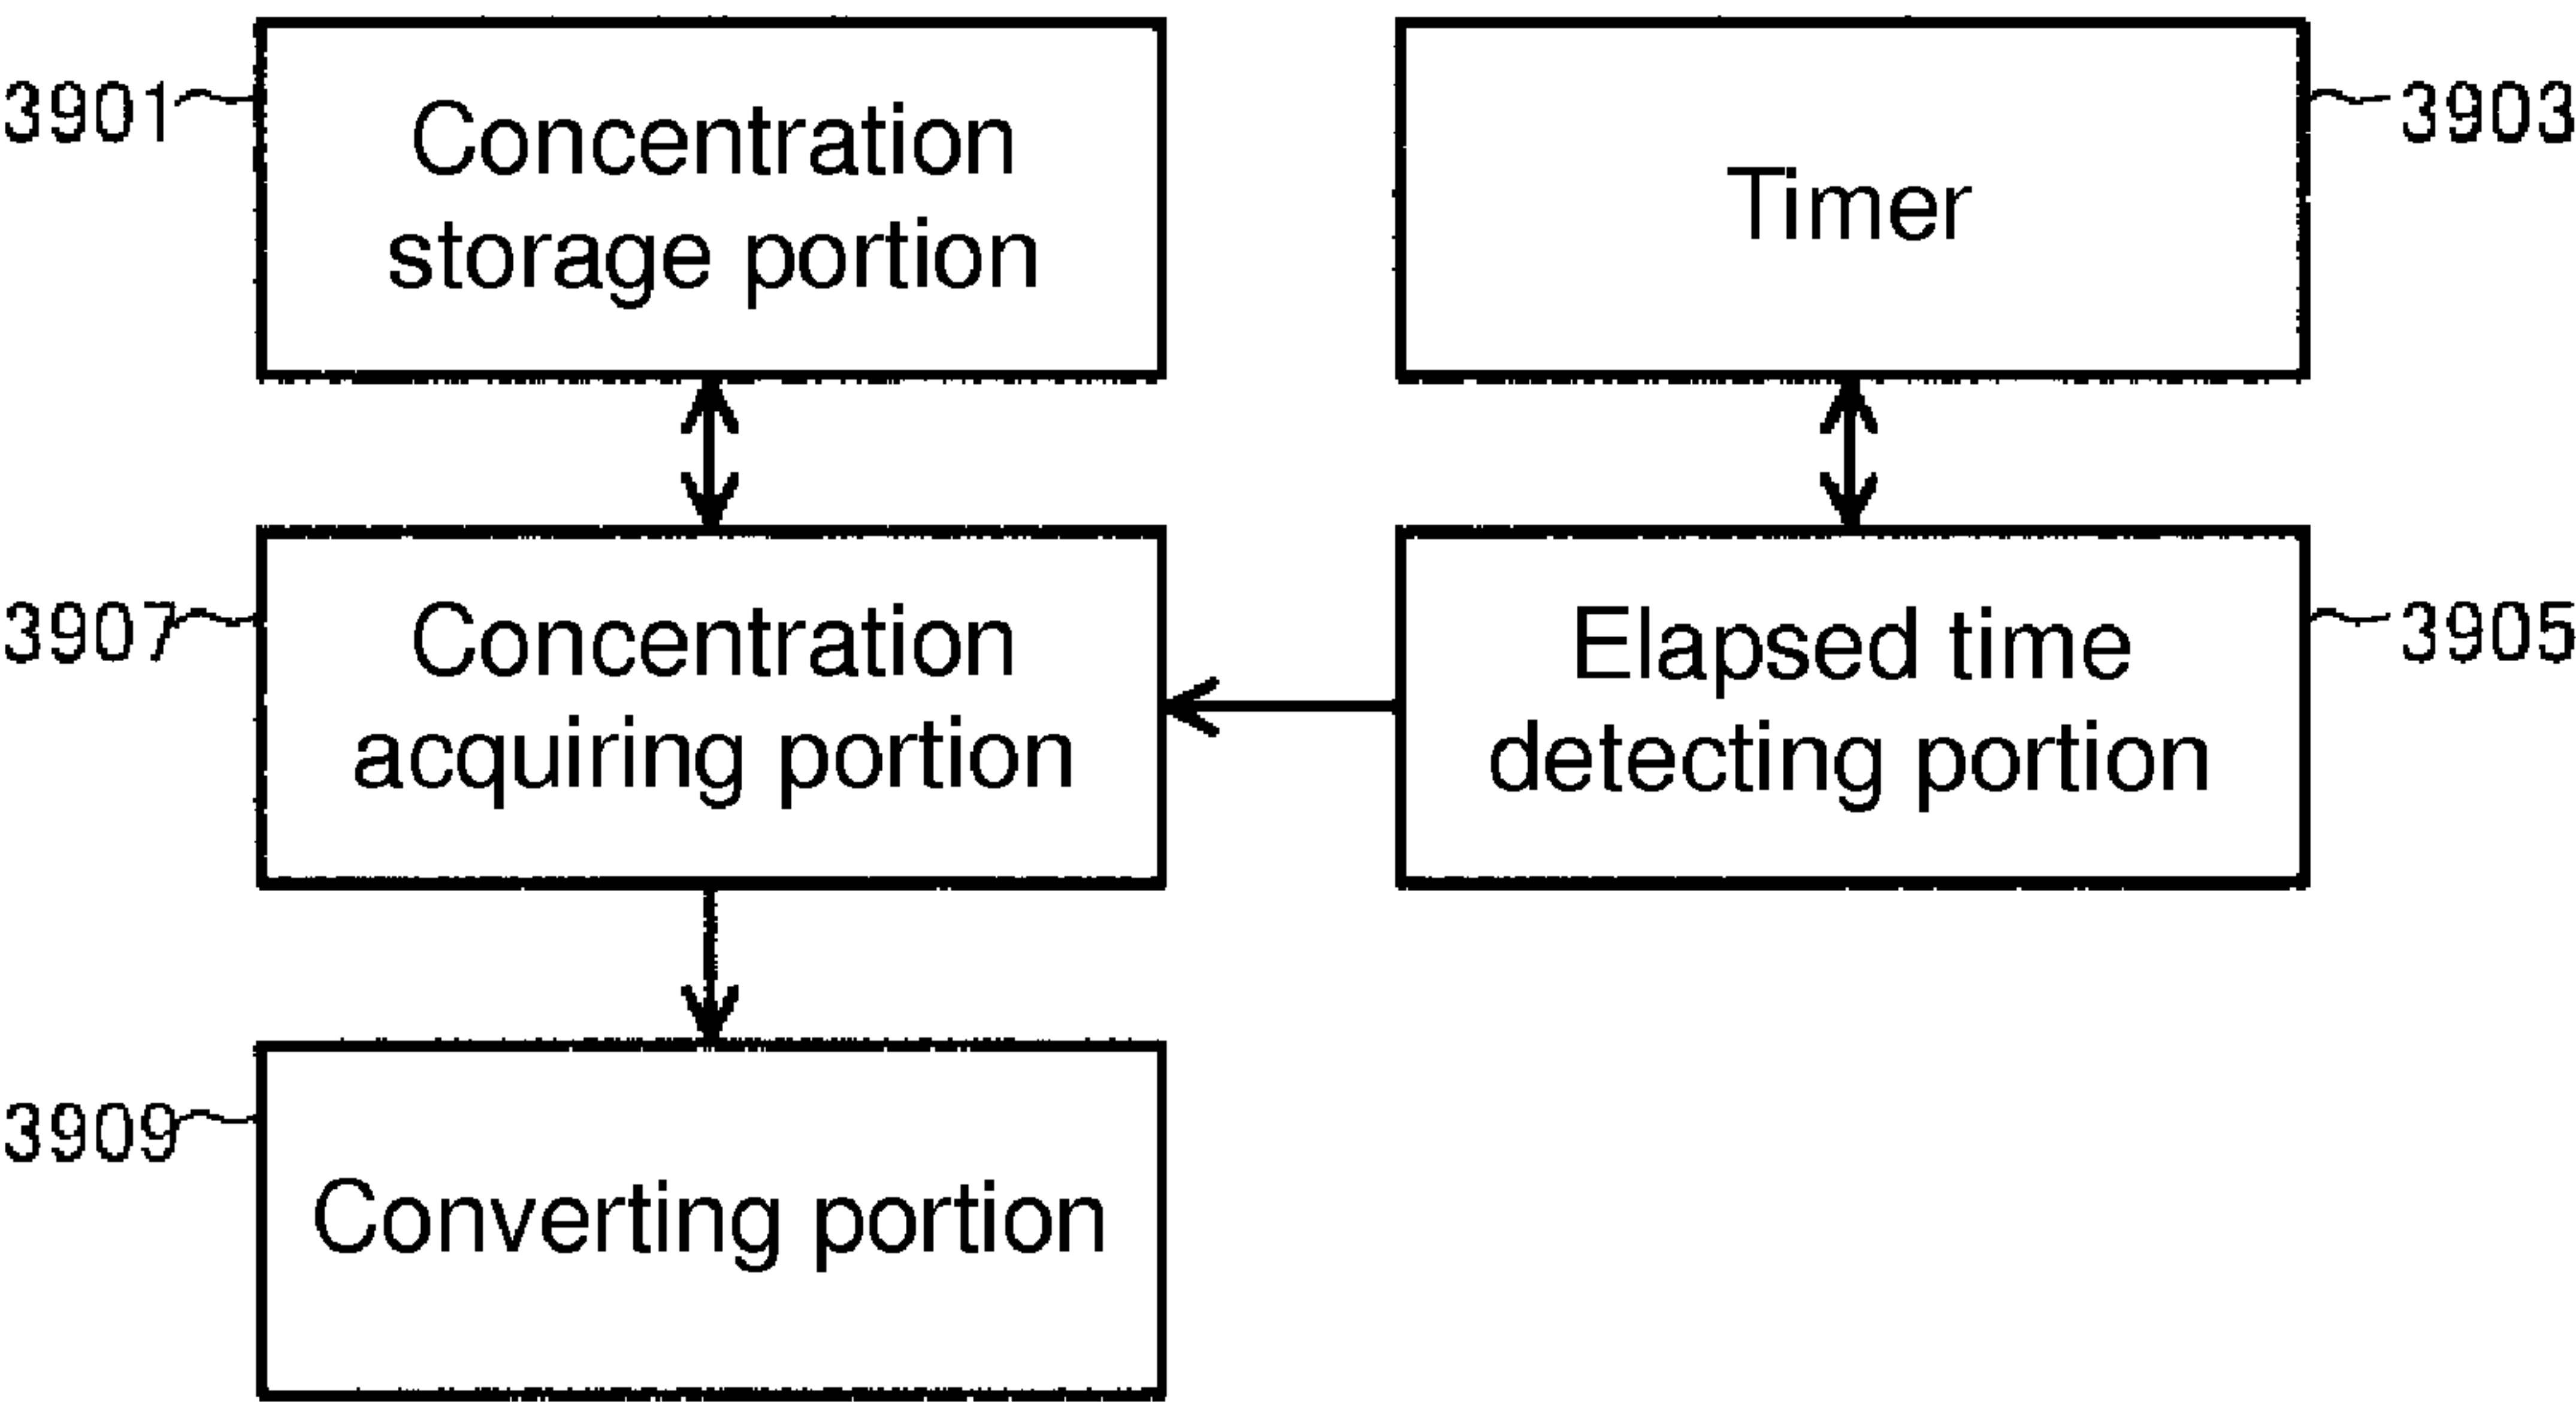 3901
Concentration
storage portion
Timer
3903
3907
Concentration
acquiring portion
Elapsed time
detecting portion
3905
3909
Converting portion